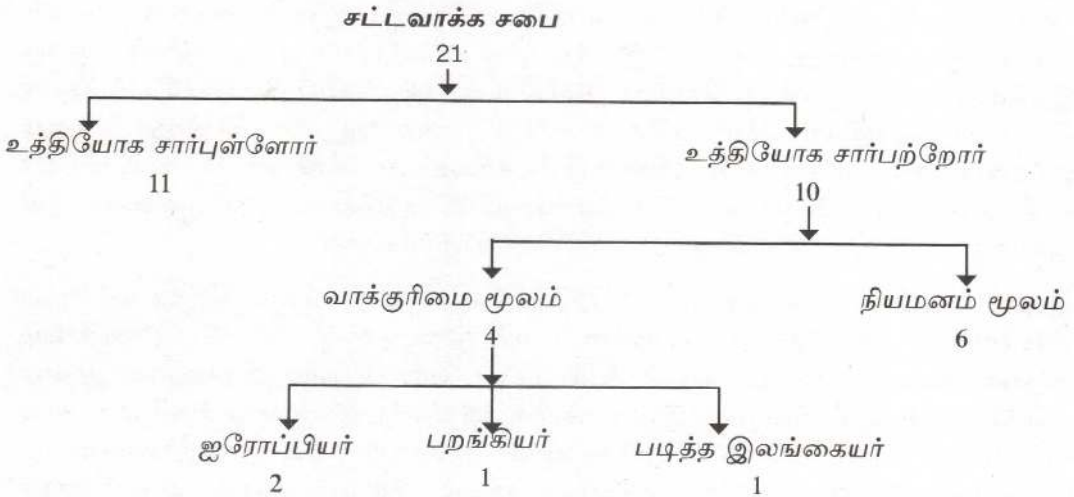 சட்டவாக்க சபை
21
உத்தியோக சார்புள்ளோர் உத்தியோக சார்பற்றோர்
11 10
வாக்குரிமை மூலம் நியமனம் மூலம்
4 6
ஐரோப்பியர் பறங்கியர் படித்த இலங்கையர்
2 1 1